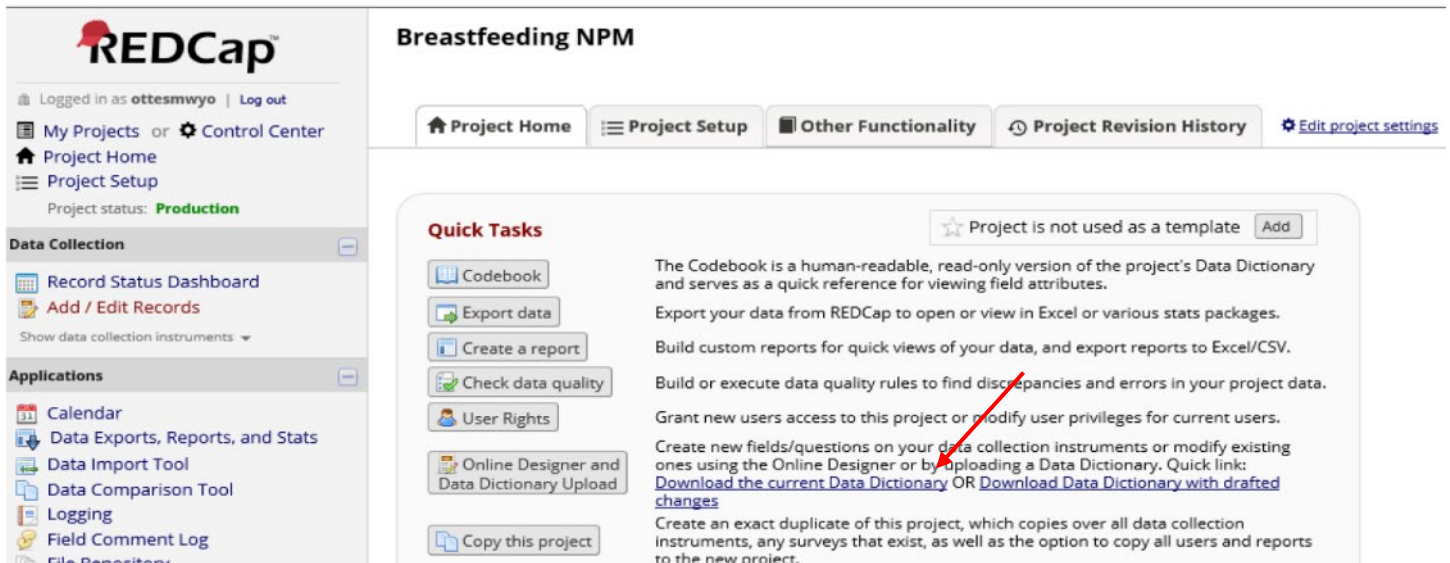 REDCap
Logged in as ottesmwyo | Log out
My Projects or Control Center
Project Home
Project Setup
Project status: Production
Data Collection
Record Status Dashboard
Add / Edit Records
Show data collection instruments
Applications
31 Calendar
Data Exports, Reports, and Stats
Data Import Tool
Data Comparison Tool
Logging
Field Comment Log
File Repository
Breastfeeding NPM
Project Home
Project Setup
Other Functionality
Project Revision History
Edit project settings
Quick Tasks
Project is not used as a template Add
Codebook
The Codebook is a human-readable, read-only version of the project's Data Dictionary
and serves as a quick reference for viewing field attributes.
Export data
Export your data from REDCap to open or view in Excel or various stats packages.
Create a report
Build custom reports for quick views of your data, and export reports to Excel/CSV.
Check data quality
Build or execute data quality rules to find discrepancies and errors in your project data.
User Rights
Grant new users access to this project or modify user privileges for current users.
Online Designer and
Data Dictionary Upload
Create new fields/questions on your data collection instruments or modify existing
ones using the Online Designer or by uploading a Data Dictionary. Quick link:
Download the current Data Dictionary OR Download Data Dictionary with drafted
changes
Copy this project
Create an exact duplicate of this project, which copies over all data collection
instruments, any surveys that exist, as well as the option to copy all users and reports
to the new project.